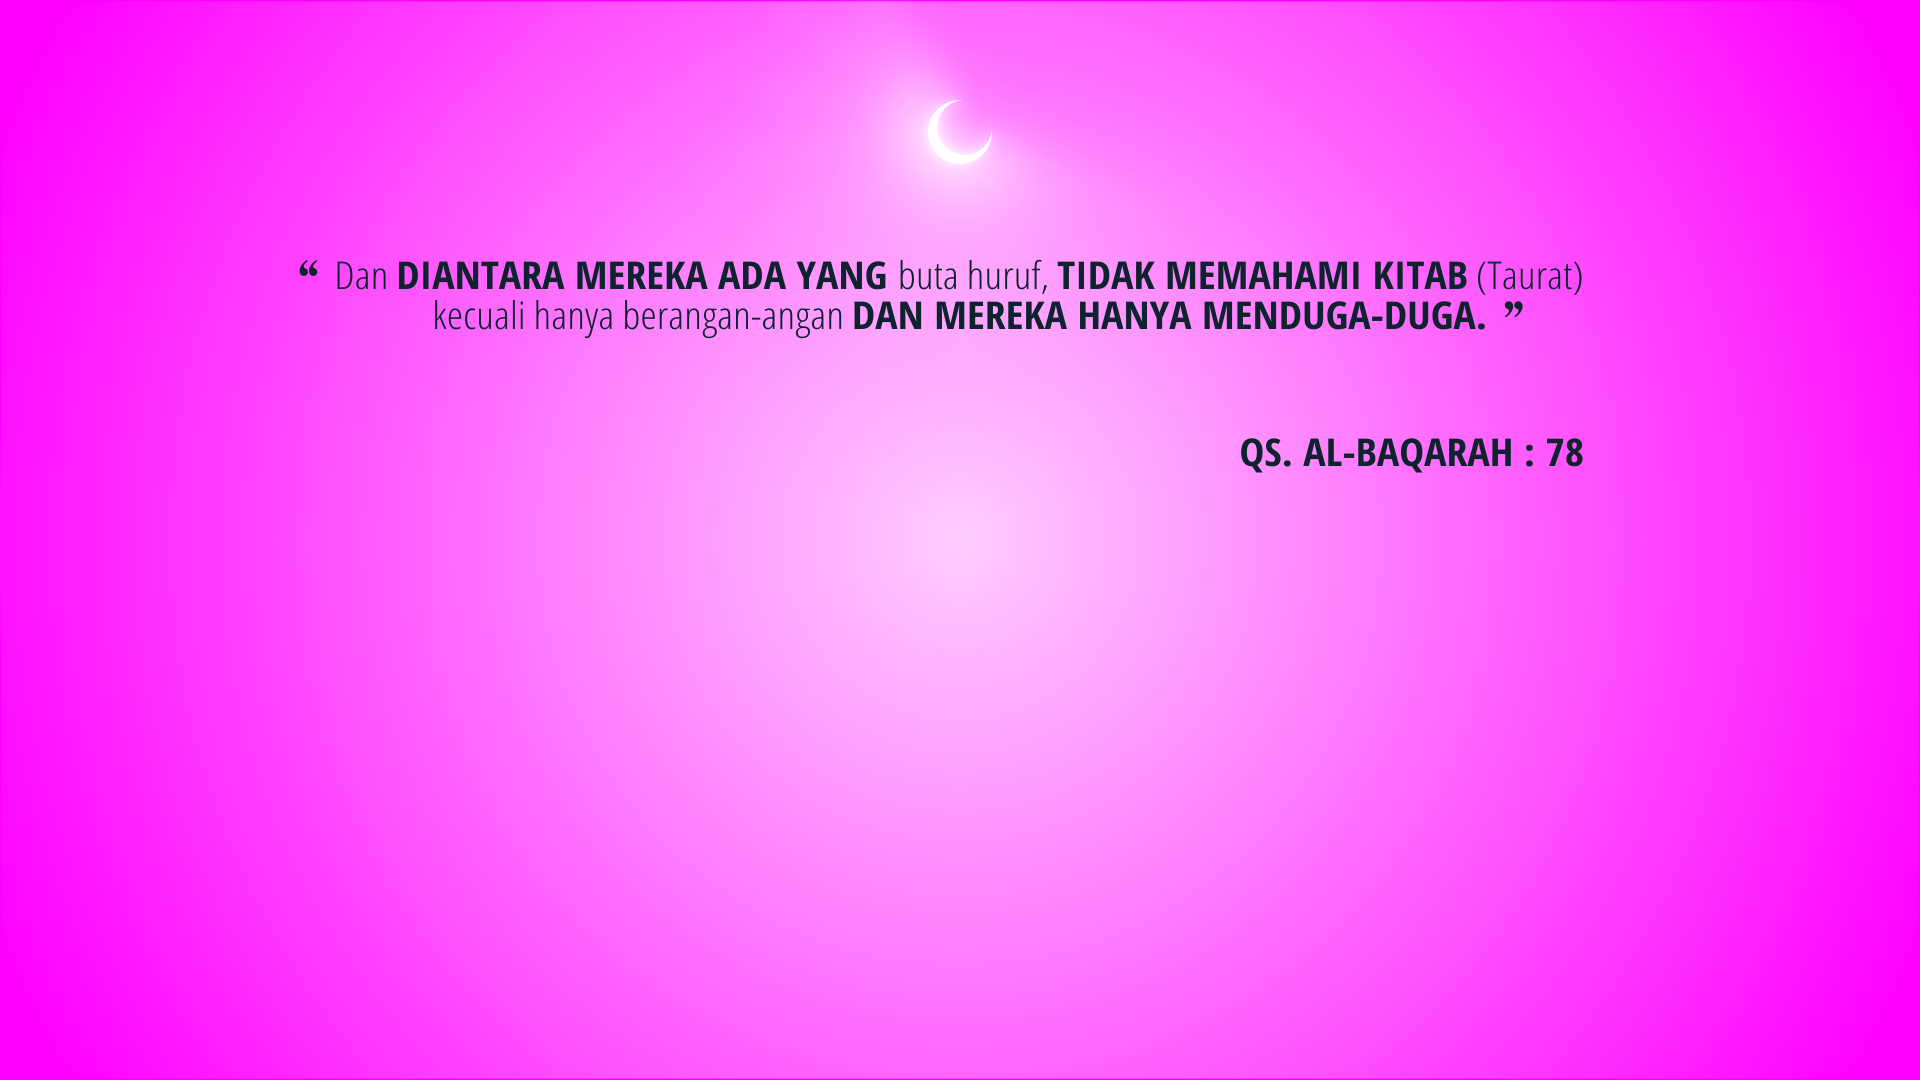 ❝ Dan DIANTARA MEREKA ADA YANG buta huruf, TIDAK MEMAHAMI KITAB (Taurat)
kecuali hanya berangan-angan DAN MEREKA HANYA MENDUGA-DUGA. ❞
QS. AL-BAQARAH : 78